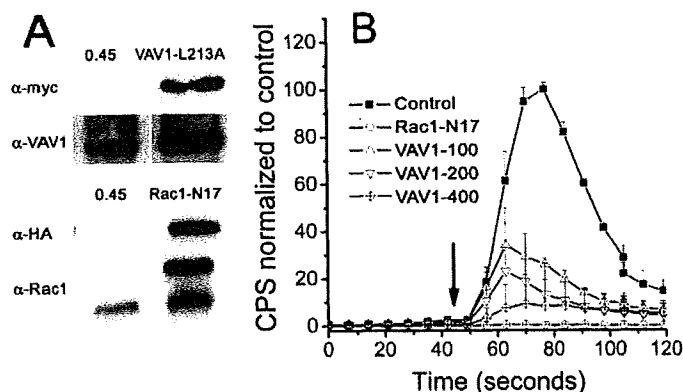 A
0.45 VAV1-L213A
α-myc
α-VAV1
0.45 Rac1-N17
α-HA
α-Rac1
B
CPS normalized to control
120
100
80
60
40
20
0
Control
Rac1-N17
VAV1-100
VAV1-200
VAV1-400
0 20 40 60 80 100 120
Time (seconds)